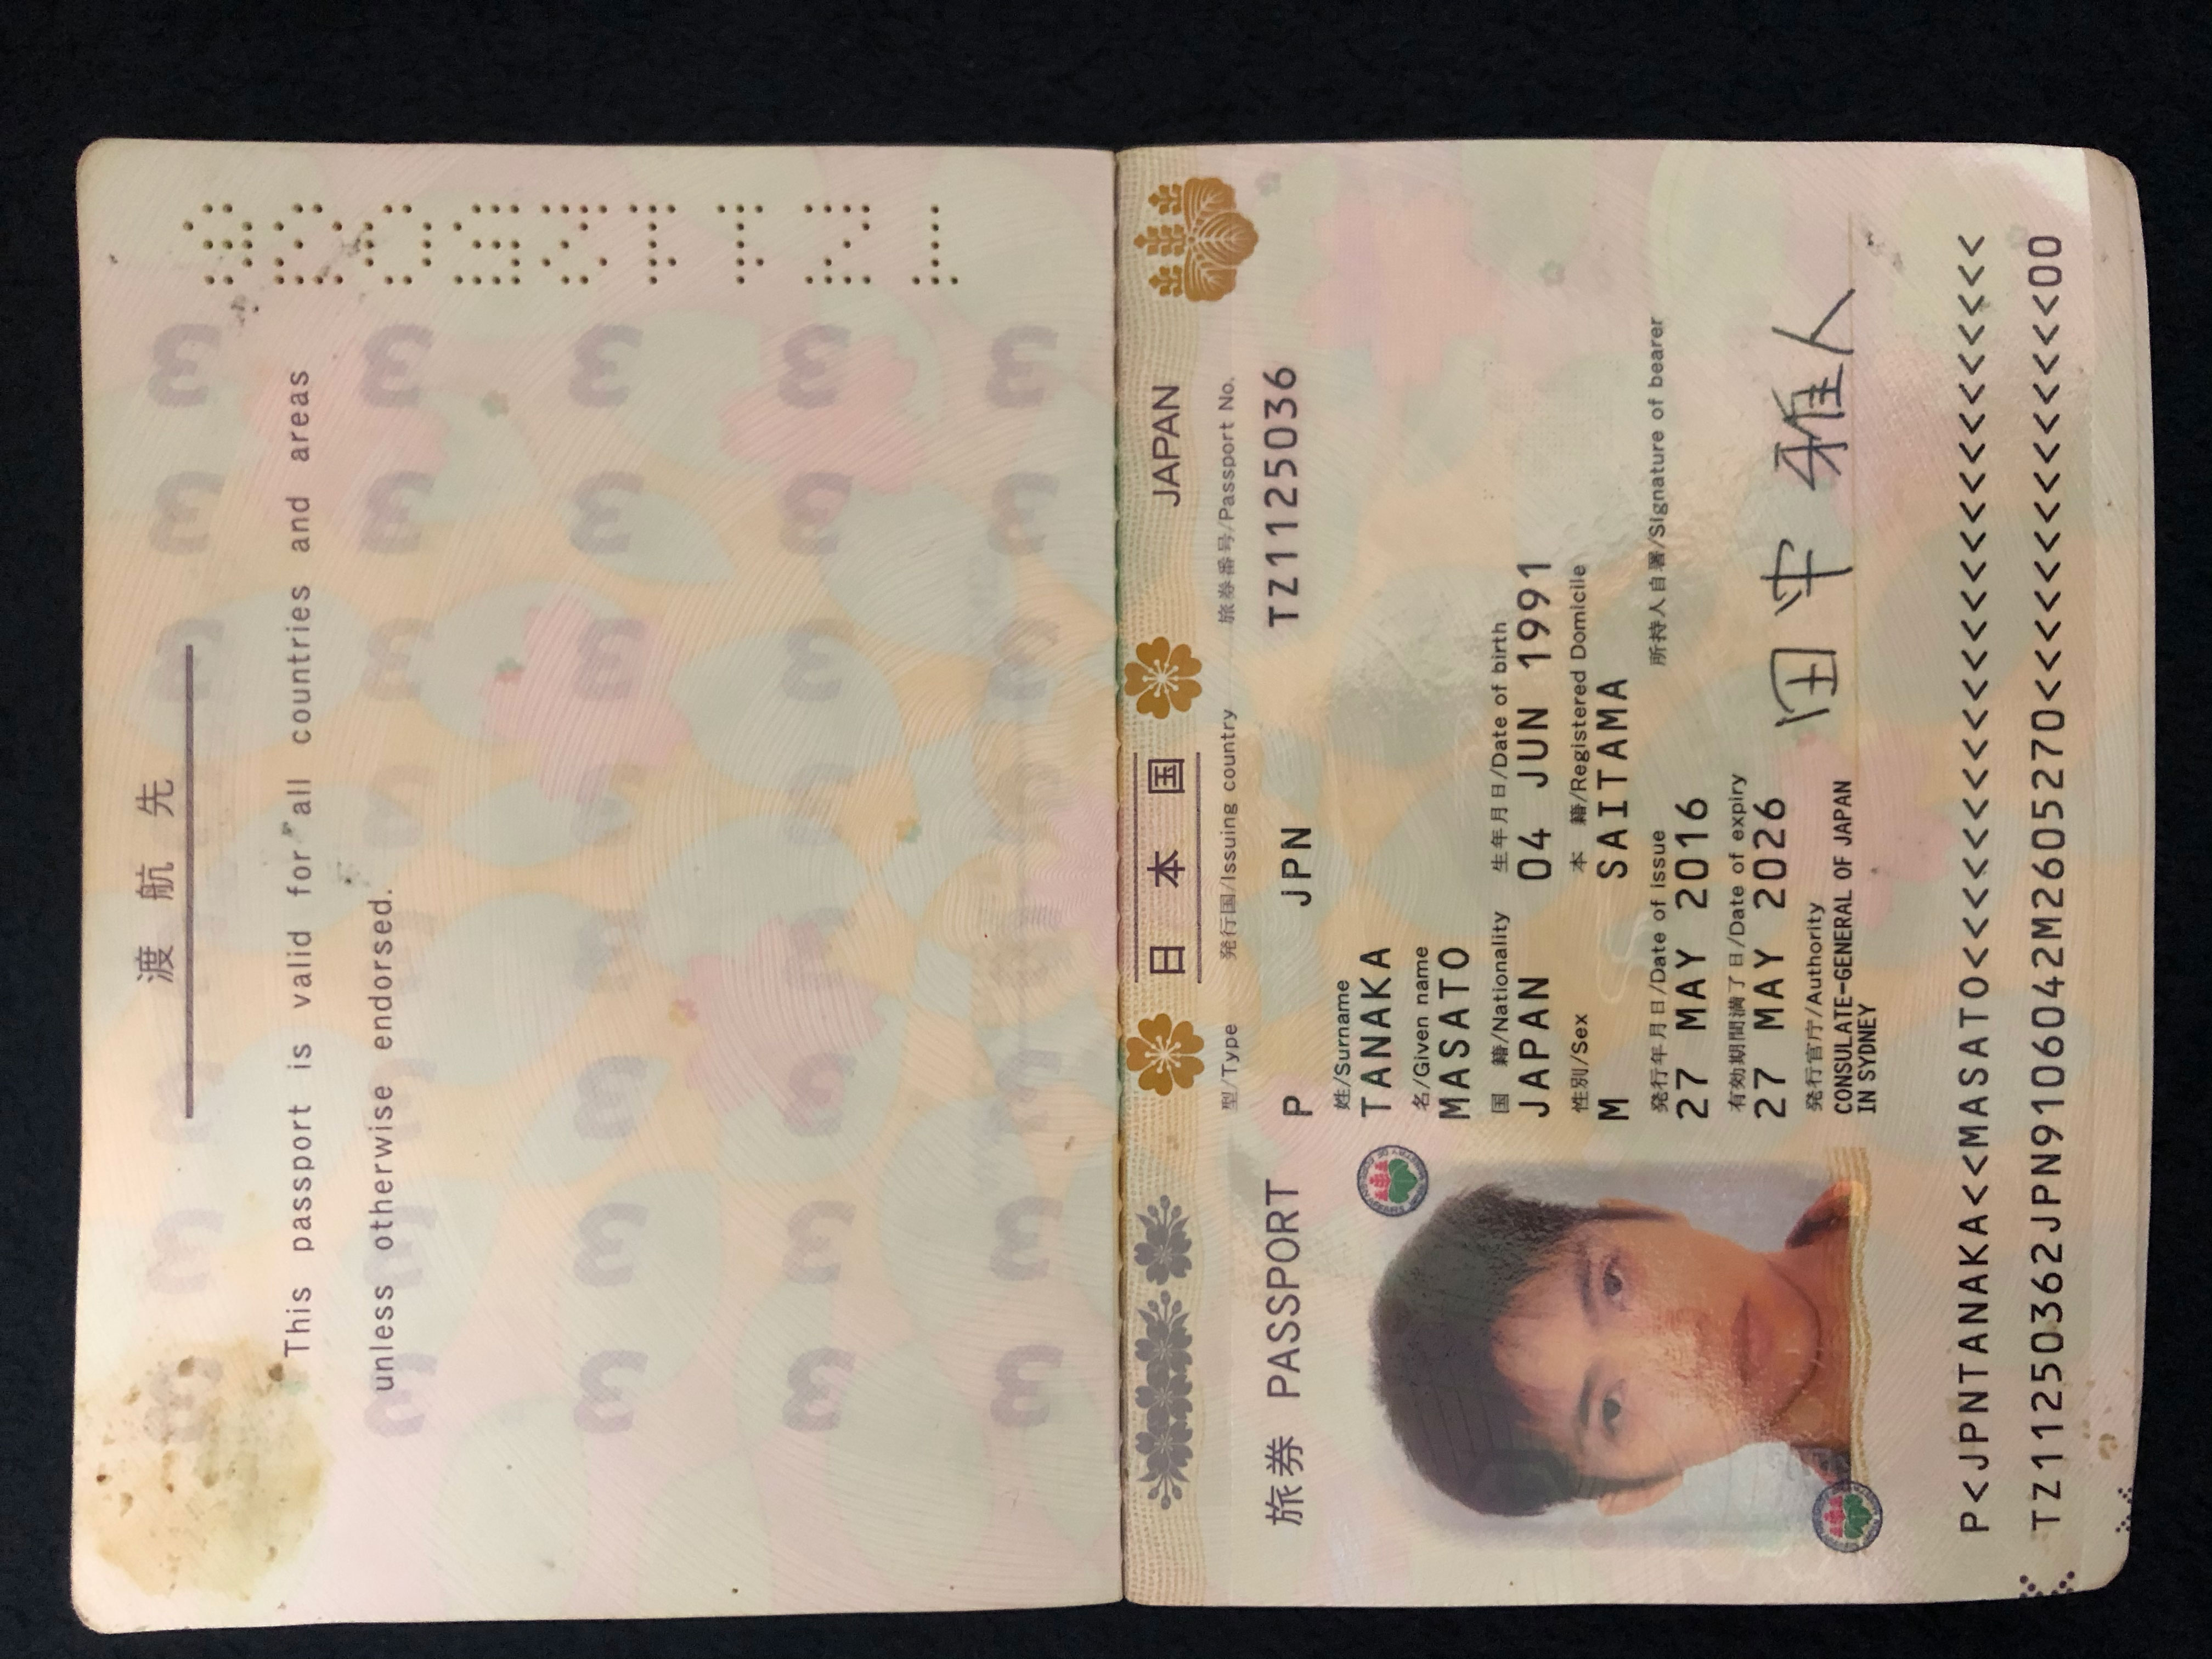 渡航先
This passport is valid for all countries and areas
unless otherwise endorsed.
TZ1125036
日本国 JAPAN
旅券 PASSPORT
型/Type 発行国/Issuing country 旅券番号/Passport No.
P JPN TZ1125036
姓/Surname
TANAKA
名/Given name
MASATO
国 籍/Nationality 生年月日/Date of birth
JAPAN 04 JUN 1991
性別/Sex 本 籍/Registered Domicile
M SAITAMA
発行年月日/Date of issue 所持人自署/Signature of bearer
27 MAY 2016
有効期間満了日/Date of expiry
27 MAY 2026
田中 雅人
発行官庁/Authority
CONSULATE-GENERAL OF JAPAN
IN SYDNEY
P<JPNTANAKA<<MASATO<<<<<<<<<<<<<<<<<<<<<<<<<
TZ11250362JPN9106042M2605270<<<<<<<<<<<<<<00